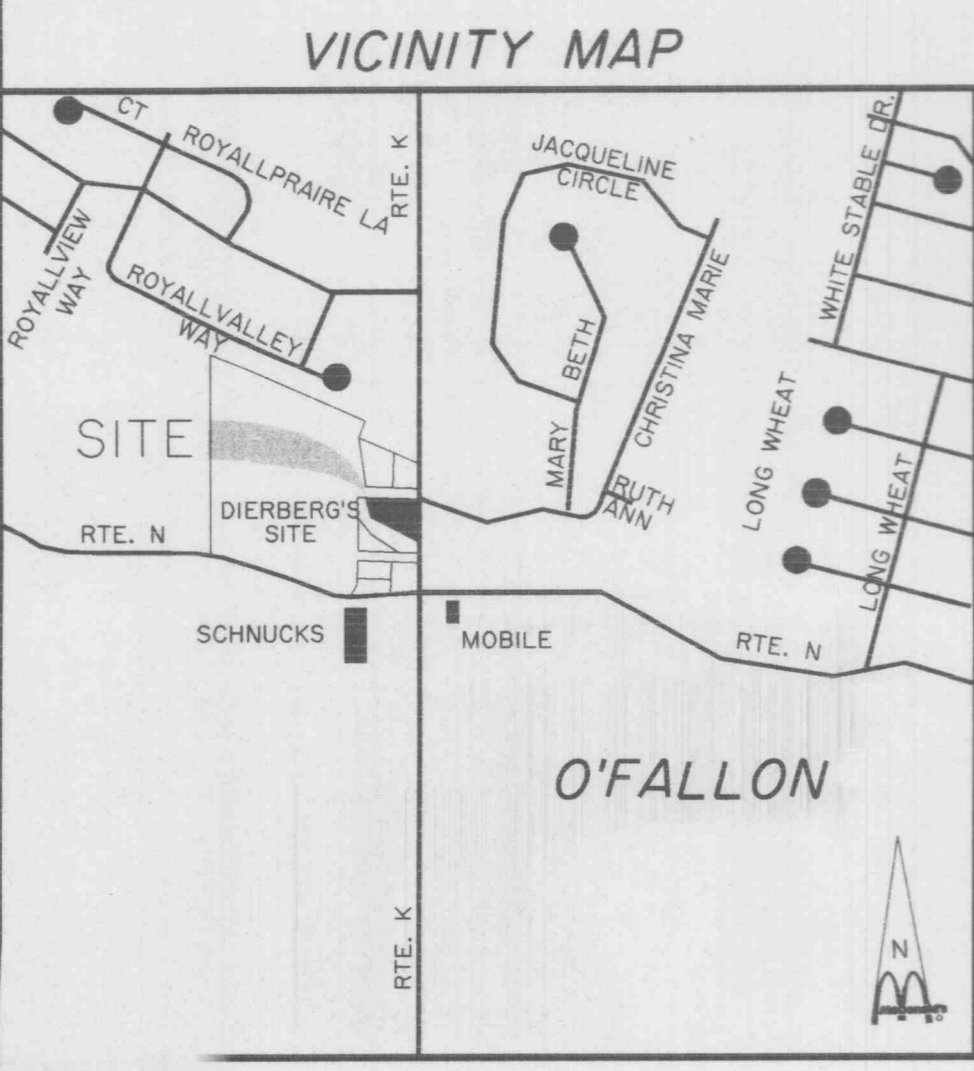 VICINITY MAP
CT
ROYALLPRAIRE LA
RTE. K
JACQUELINE
CIRCLE
WHITE STABLE DR.
ROYALLVIEW
WAY
ROYALLVALLEY
WAY
BETH
MARY
CHRISTINA MARIE
RUTH
ANN
LONG WHEAT
LONG WHEAT
SITE
DIERBERG'S
SITE
RTE. N
SCHNUCKS
MOBILE
RTE. N
O'FALLON
RTE. K
N
McDonald's